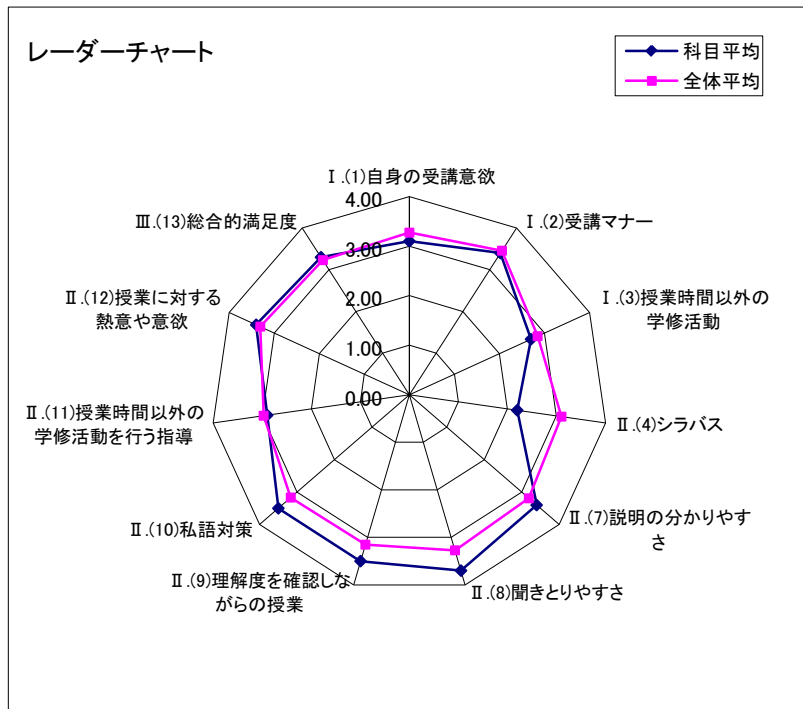 レーダーチャート
科目平均
全体平均
Ⅰ.(1)自身の受講意欲
Ⅰ.(2)受講マナー
Ⅰ.(3)授業時間以外の
学修活動
Ⅱ.(4)シラバス
Ⅱ.(7)説明の分かりやす
さ
Ⅱ.(8)聞きとりやすさ
Ⅱ.(9)理解度を確認しな
がらの授業
Ⅱ.(10)私語対策
Ⅱ.(11)授業時間以外の
学修活動を行う指導
Ⅱ.(12)授業に対する
熱意や意欲
Ⅲ.(13)総合的満足度
4.00
3.00
2.00
1.00
0.00